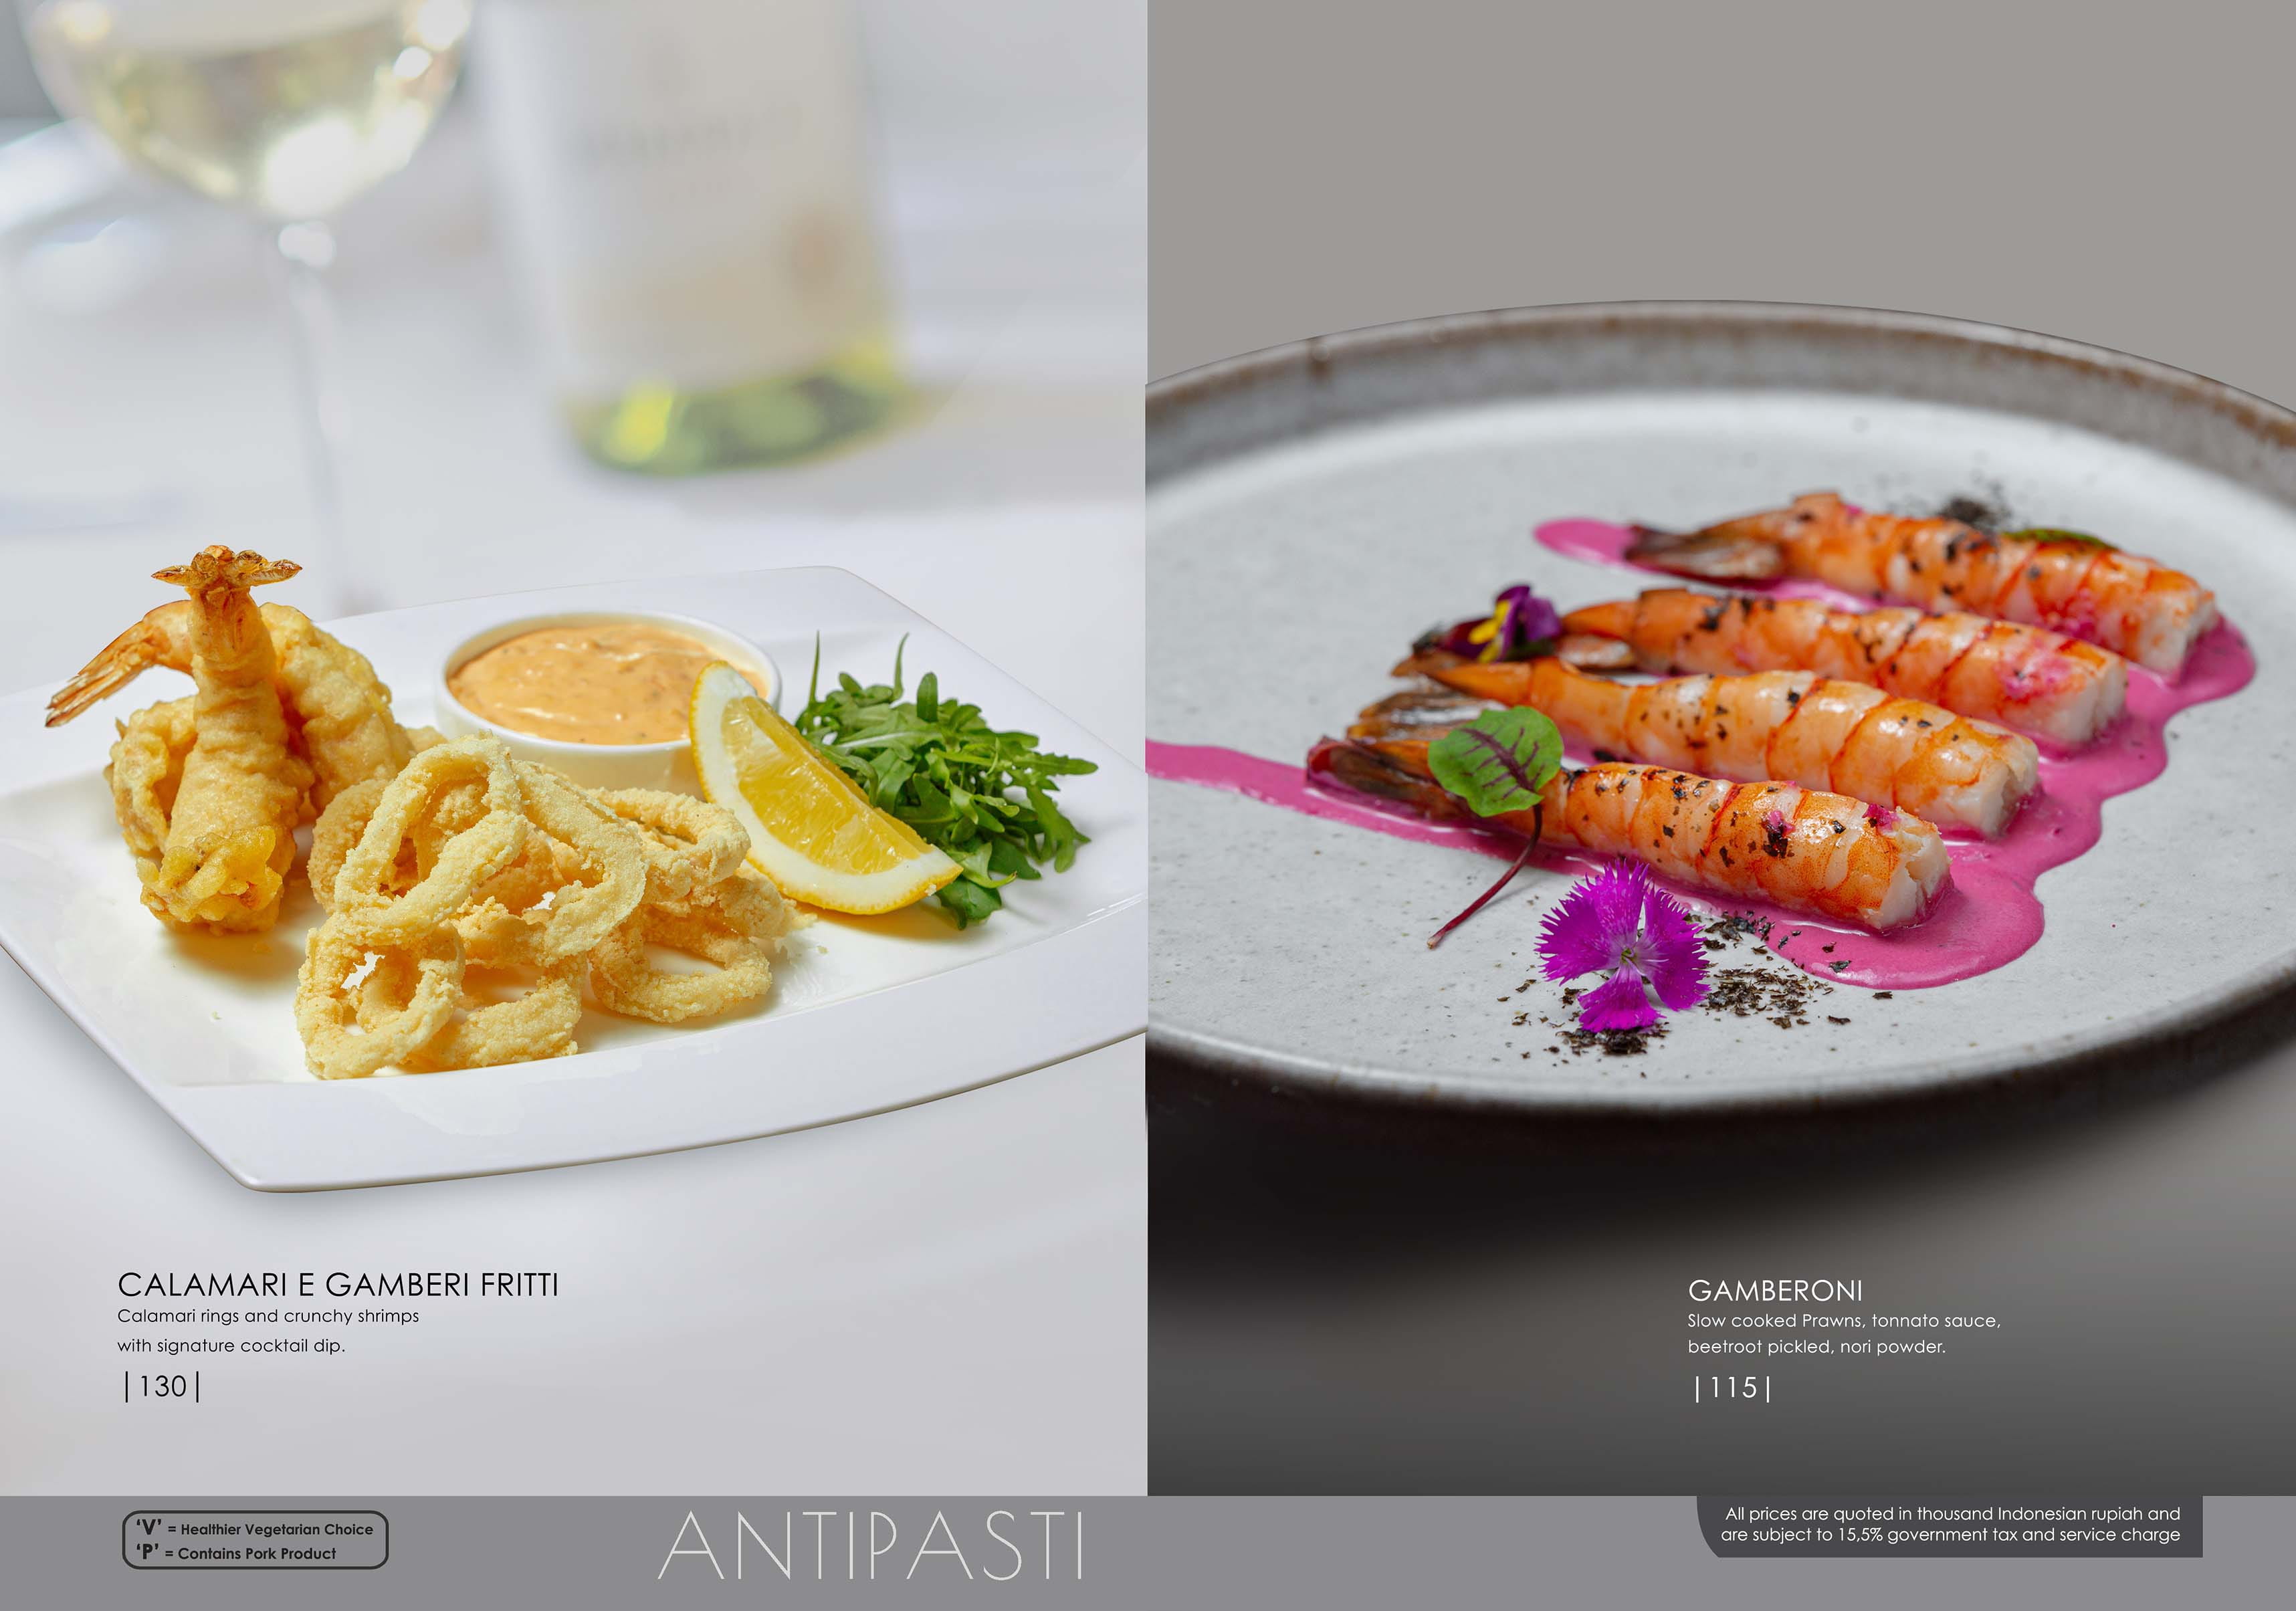 CALAMARI E GAMBERI FRITTI
Calamari rings and crunchy shrimps
with signature cocktail dip.
|130|
GAMBERONI
Slow cooked Prawns, tonnato sauce,
beetroot pickled, nori powder.
|115|
'V' = Healthier Vegetarian Choice
'P' = Contains Pork Product
ANTIPASTI
All prices are quoted in thousand Indonesian rupiah and
are subject to 15,5% government tax and service charge